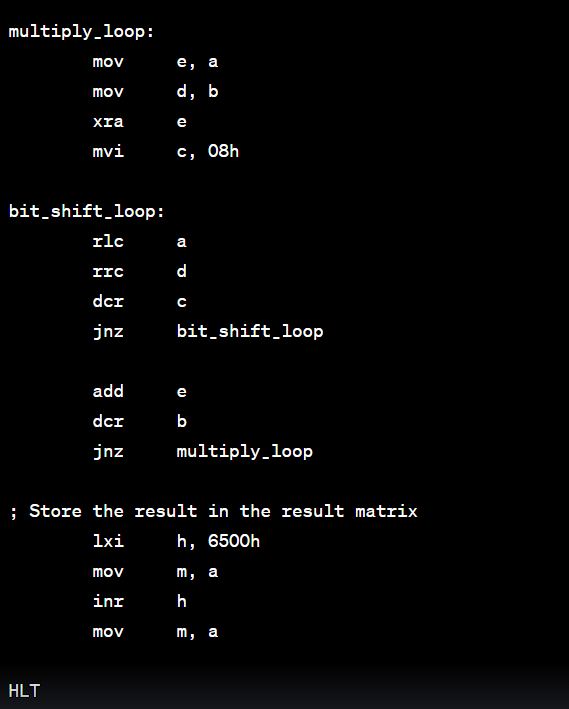 multiply_loop:
mov e, a
mov d, b
xra e
mvi c, 08h
bit_shift_loop:
rlc a
rrc d
dcr c
jnz bit_shift_loop
add e
dcr b
jnz multiply_loop
; Store the result in the result matrix
lxi h, 6500h
mov m, a
inr h
mov m, a
HLT